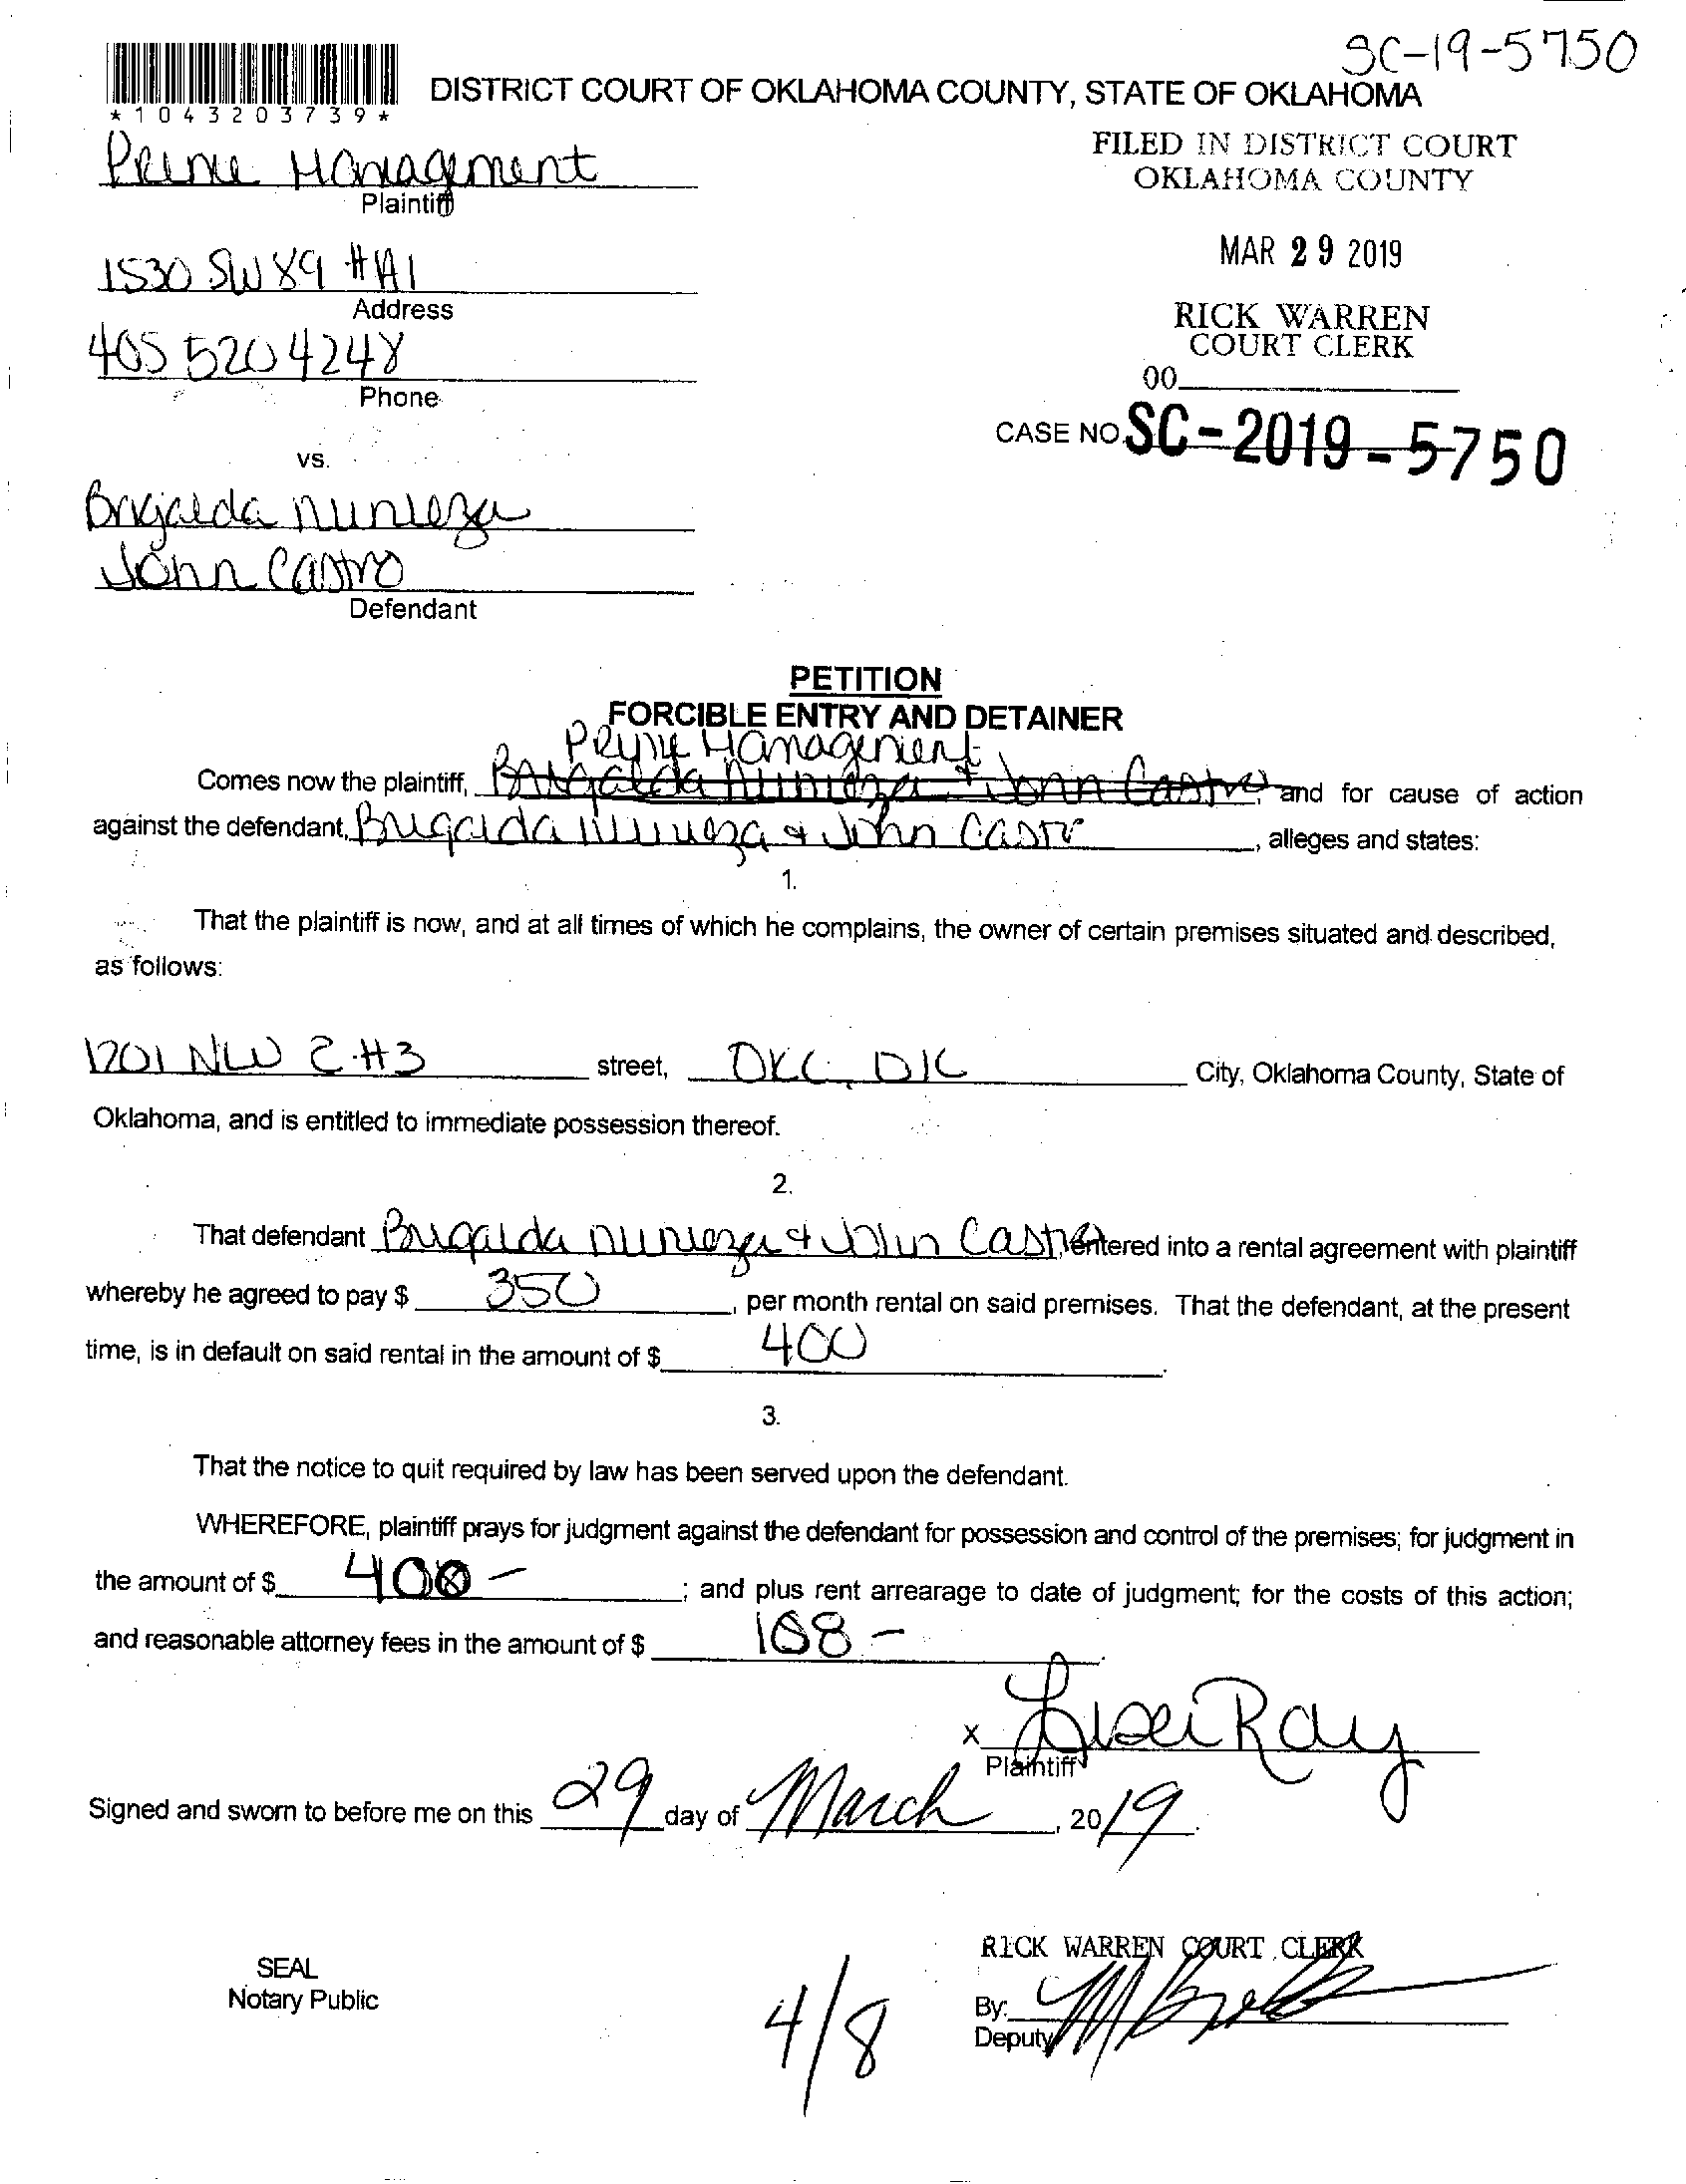 SC-19-5750
*1043203739*
DISTRICT COURT OF OKLAHOMA COUNTY, STATE OF OKLAHOMA
FILED IN DISTRICT COURT
OKLAHOMA COUNTY
Prime Management
Plaintiff
MAR 29 2019
1530 SW 89 #A1
Address
RICK WARREN
COURT CLERK
405 520 4248
Phone
00
CASE NO. SC-2019-5750
vs.
John Castro
Defendant
PETITION
FORCIBLE ENTRY AND DETAINER
Prime Management
Comes now the plaintiff, and for cause of action
against the defendant, & John Castro, alleges and states:
1.
That the plaintiff is now, and at all times of which he complains, the owner of certain premises situated and described,
as follows:
1201 NW 2 #3 street, OKC, OK City, Oklahoma County, State of
Oklahoma, and is entitled to immediate possession thereof.
2.
That defendant & John Castro entered into a rental agreement with plaintiff
whereby he agreed to pay $ 350, per month rental on said premises. That the defendant, at the present
time, is in default on said rental in the amount of $ 400.
3.
That the notice to quit required by law has been served upon the defendant.
WHEREFORE, plaintiff prays for judgment against the defendant for possession and control of the premises; for judgment in
the amount of $ 400 -; and plus rent arrearage to date of judgment; for the costs of this action;
and reasonable attorney fees in the amount of $ 188 -.
x Lisa Ray
Plaintiff
Signed and sworn to before me on this 29 day of March, 2019.
RICK WARREN COURT CLERK
SEAL
Notary Public
4/8
By:
Deputy